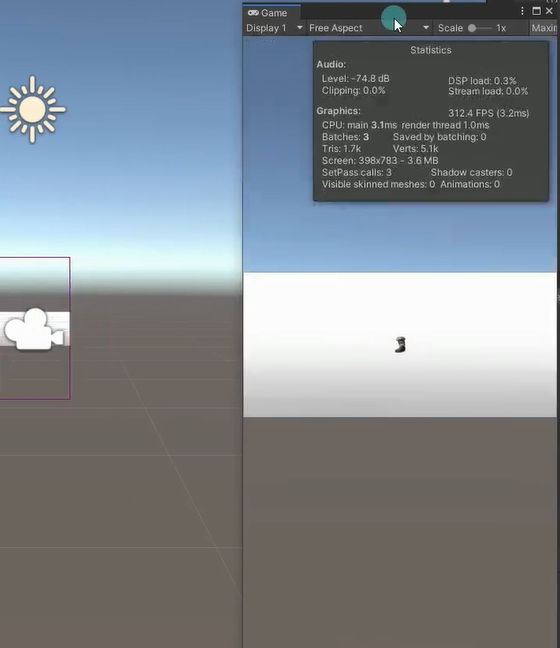 Game
Display 1 Free Aspect Scale 1x Maxin
Statistics
Audio:
Level: -74.8 dB DSP load: 0.3%
Clipping: 0.0% Stream load: 0.0%
Graphics: 312.4 FPS (3.2ms)
CPU: main 3.1ms render thread 1.0ms
Batches: 3 Saved by batching: 0
Tris: 1.7k Verts: 5.1k
Screen: 398x783 - 3.6 MB
SetPass calls: 3 Shadow casters: 0
Visible skinned meshes: 0 Animations: 0